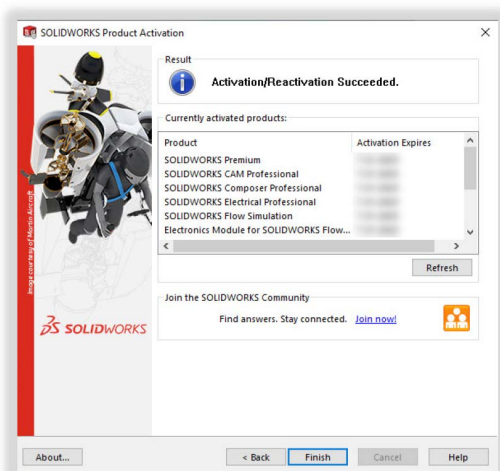 SOLIDWORKS Product Activation
Image courtesy of Martin Aircraft
SOLIDWORKS
Result
Activation/Reactivation Succeeded.
Currently activated products:
Product Activation Expires
SOLIDWORKS Premium
SOLIDWORKS CAM Professional
SOLIDWORKS Composer Professional
SOLIDWORKS Electrical Professional
SOLIDWORKS Flow Simulation
Electronics Module for SOLIDWORKS Flow...
Refresh
Join the SOLIDWORKS Community
Find answers. Stay connected. Join now!
About... < Back Finish Cancel Help